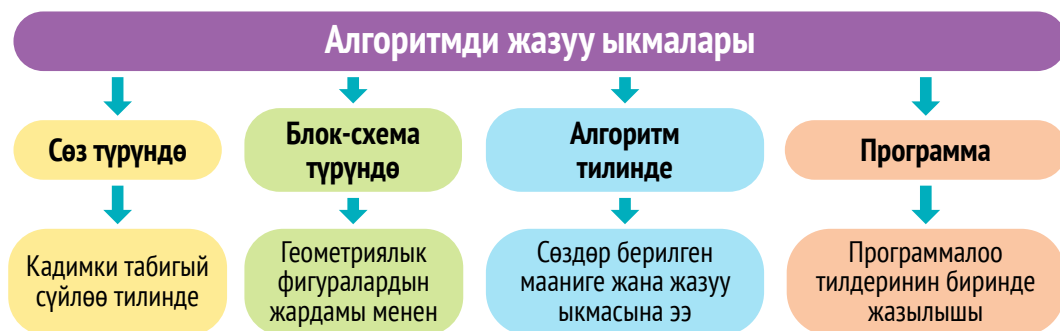 Алгоритмди жазуу ыкмалары
Сөз түрүндө
Блок-схема
түрүндө
Алгоритм
тилинде
Программа
Кадимки табигый
сүйлөө тилинде
Геометриялык
фигуралардын
жардамы менен
Сөздөр берилген
мааниге жана жазуу
ыкмасына ээ
Программалоо
тилдеринин биринде
жазылышы